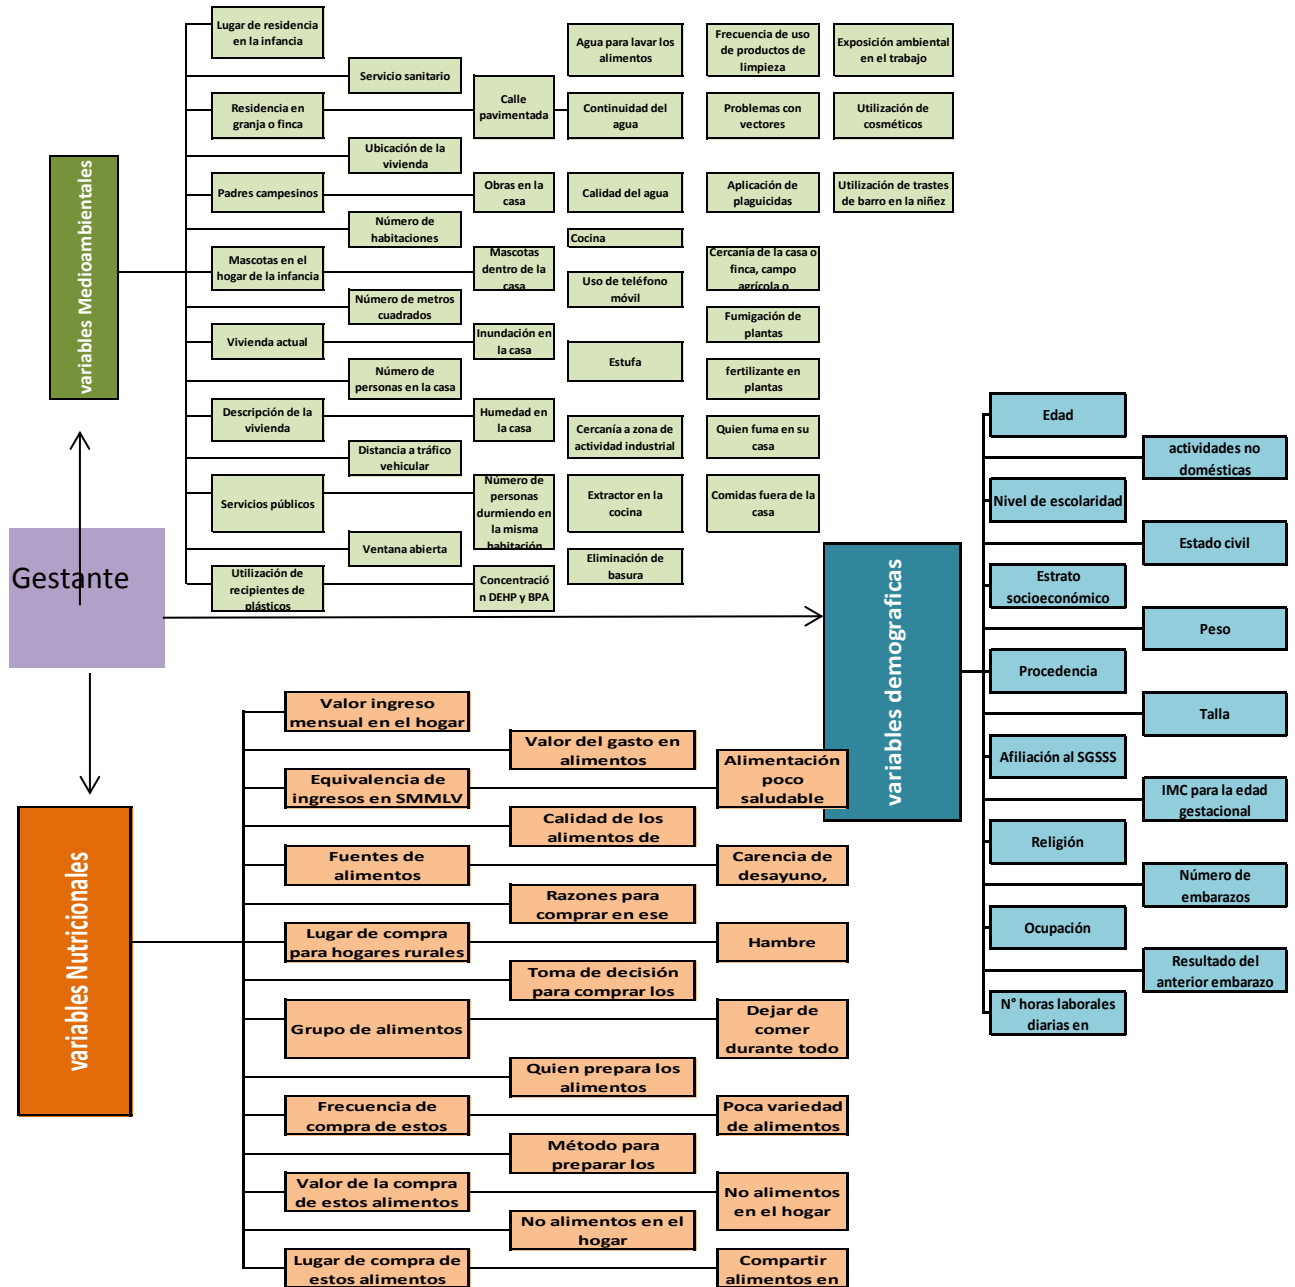 variables Medioambientales
Lugar de residencia
en la infancia
Residencia en
granja o finca
Padres campesinos
Mascotas en el
hogar de la infancia
Vivienda actual
Descripción de la
vivienda
Servicios públicos
Utilización de
recipientes de
plásticos
Servicio sanitario
Ubicación de la
vivienda
Número de
habitaciones
Número de metros
cuadrados
Número de
personas en la casa
Distancia a tráfico
vehicular
Ventana abierta
Calle
pavimentada
Obras en la
casa
Mascotas
dentro de la
casa
Inundación en
la casa
Humedad en
la casa
Número de
personas
durmiendo en
la misma
habitación
Concentració
n DEHP y BPA
Agua para lavar los
alimentos
Continuidad del
agua
Calidad del agua
Cocina
Uso de teléfono
móvil
Estufa
Cercanía a zona de
actividad industrial
Extractor en la
cocina
Eliminación de
basura
Frecuencia de uso
de productos de
limpieza
Problemas con
vectores
Aplicación de
plaguicidas
Cercanía de la casa o
finca, campo
agrícola o
Fumigación de
plantas
fertilizante en
plantas
Quien fuma en su
casa
Comidas fuera de la
casa
Exposición ambiental
en el trabajo
Utilización de
cosméticos
Utilización de trastes
de barro en la niñez
Gestante
variables demograficas
Edad
Nivel de escolaridad
Estrato
socioeconómico
Procedencia
Afiliación al SGSSS
Religión
Ocupación
N° horas laborales
diarias en
actividades no
domésticas
Estado civil
Peso
Talla
IMC para la edad
gestacional
Número de
embarazos
Resultado del
anterior embarazo
variables Nutricionales
Valor ingreso
mensual en el hogar
Equivalencia de
ingresos en SMMLV
Fuentes de
alimentos
Lugar de compra
para hogares rurales
Grupo de alimentos
Frecuencia de
compra de estos
Valor de la compra
de estos alimentos
Lugar de compra de
estos alimentos
Valor del gasto en
alimentos
Calidad de los
alimentos de
Razones para
comprar en ese
Toma de decisión
para comprar los
Quien prepara los
alimentos
Método para
preparar los
No alimentos en el
hogar
Alimentación
poco
saludable
Carencia de
desayuno,
Hambre
Dejar de
comer
durante todo
Poca variedad
de alimentos
No alimentos
en el hogar
Compartir
alimentos en